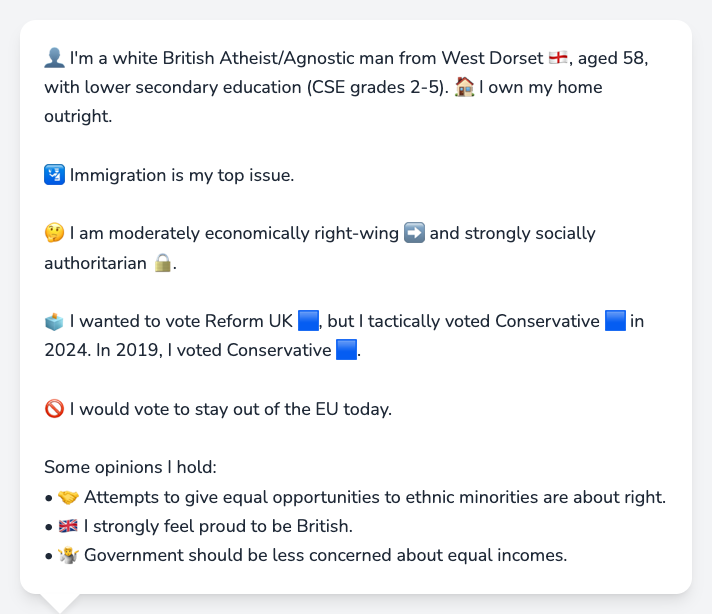 👤 I'm a white British Atheist/Agnostic man from West Dorset 🏴󠁧󠁢󠁥󠁮󠁧󠁿, aged 58,
with lower secondary education (CSE grades 2-5). 🏠 I own my home
outright.
🛂 Immigration is my top issue.
🤔 I am moderately economically right-wing ➡️ and strongly socially
authoritarian 🔒.
🗳️ I wanted to vote Reform UK 🟦, but I tactically voted Conservative 🟦 in
2024. In 2019, I voted Conservative 🟦.
🚫 I would vote to stay out of the EU today.
Some opinions I hold:
• 🤝 Attempts to give equal opportunities to ethnic minorities are about right.
• 🇬🇧 I strongly feel proud to be British.
• 🤷 Government should be less concerned about equal incomes.